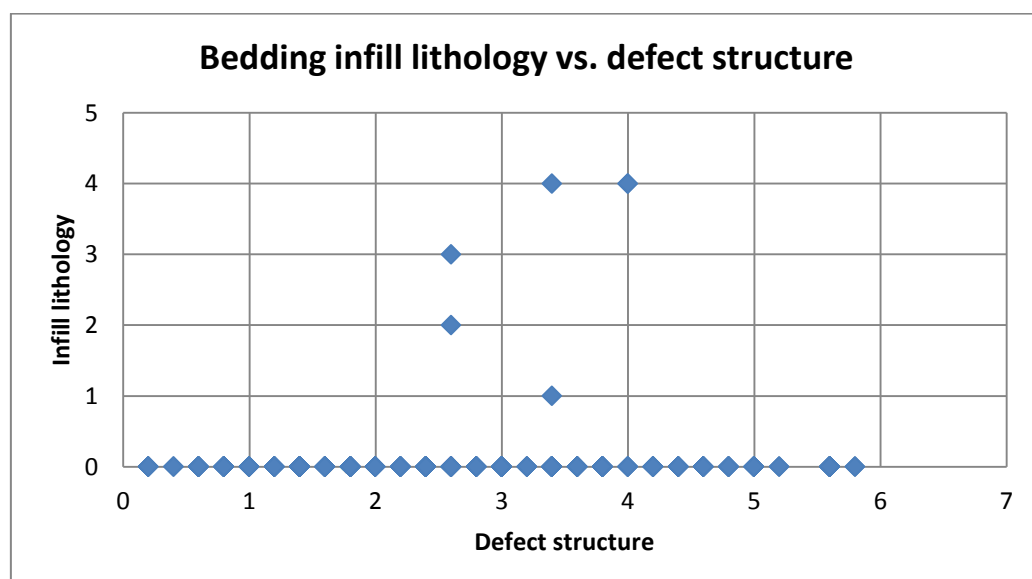 Bedding infill lithology vs. defect structure
Infill lithology
5
4
3
2
1
0
0 1 2 3 4 5 6 7
Defect structure